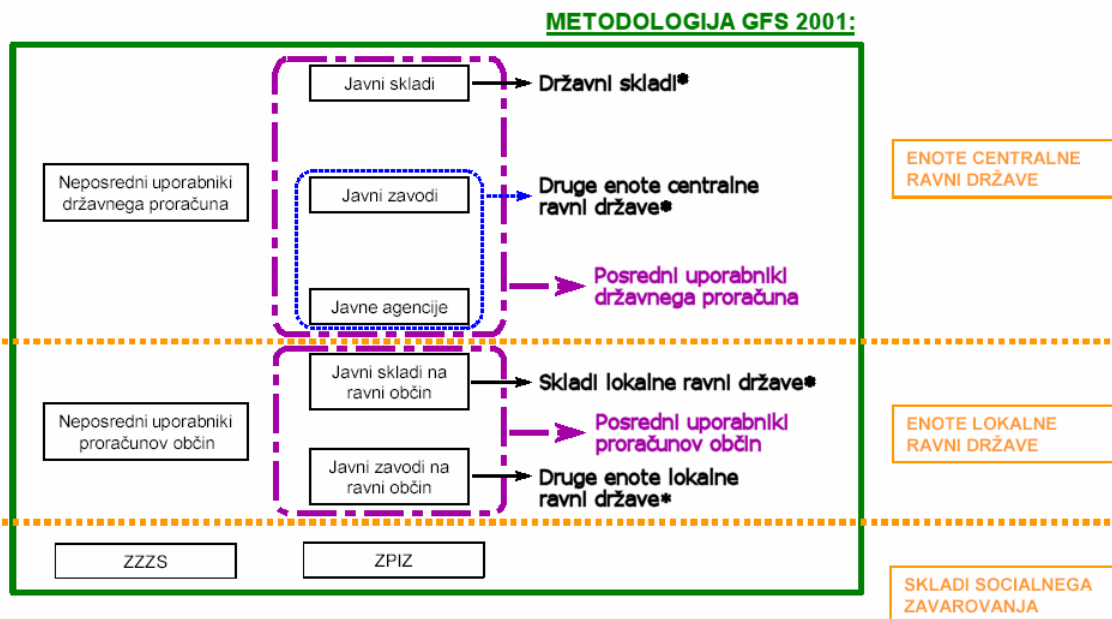 METODOLOGIJA GFS 2001:
Javni skladi
Državni skladi*
ENOTE CENTRALNE
RAVNI DRŽAVE
Neposredni uporabniki
državnega proračuna
Javni zavodi
Druge enote centralne
ravni države*
Posredni uporabniki
državnega proračuna
Javne agencije
Javni skladi na
ravni občin
Skladi lokalne ravni države*
Neposredni uporabniki
proračunov občin
Posredni uporabniki
proračunov občin
ENOTE LOKALNE
RAVNI DRŽAVE
Javni zavodi na
ravni občin
Druge enote lokalne
ravni države*
ZZZS
ZPIZ
SKLADI SOCIALNEGA
ZAVAROVANJA